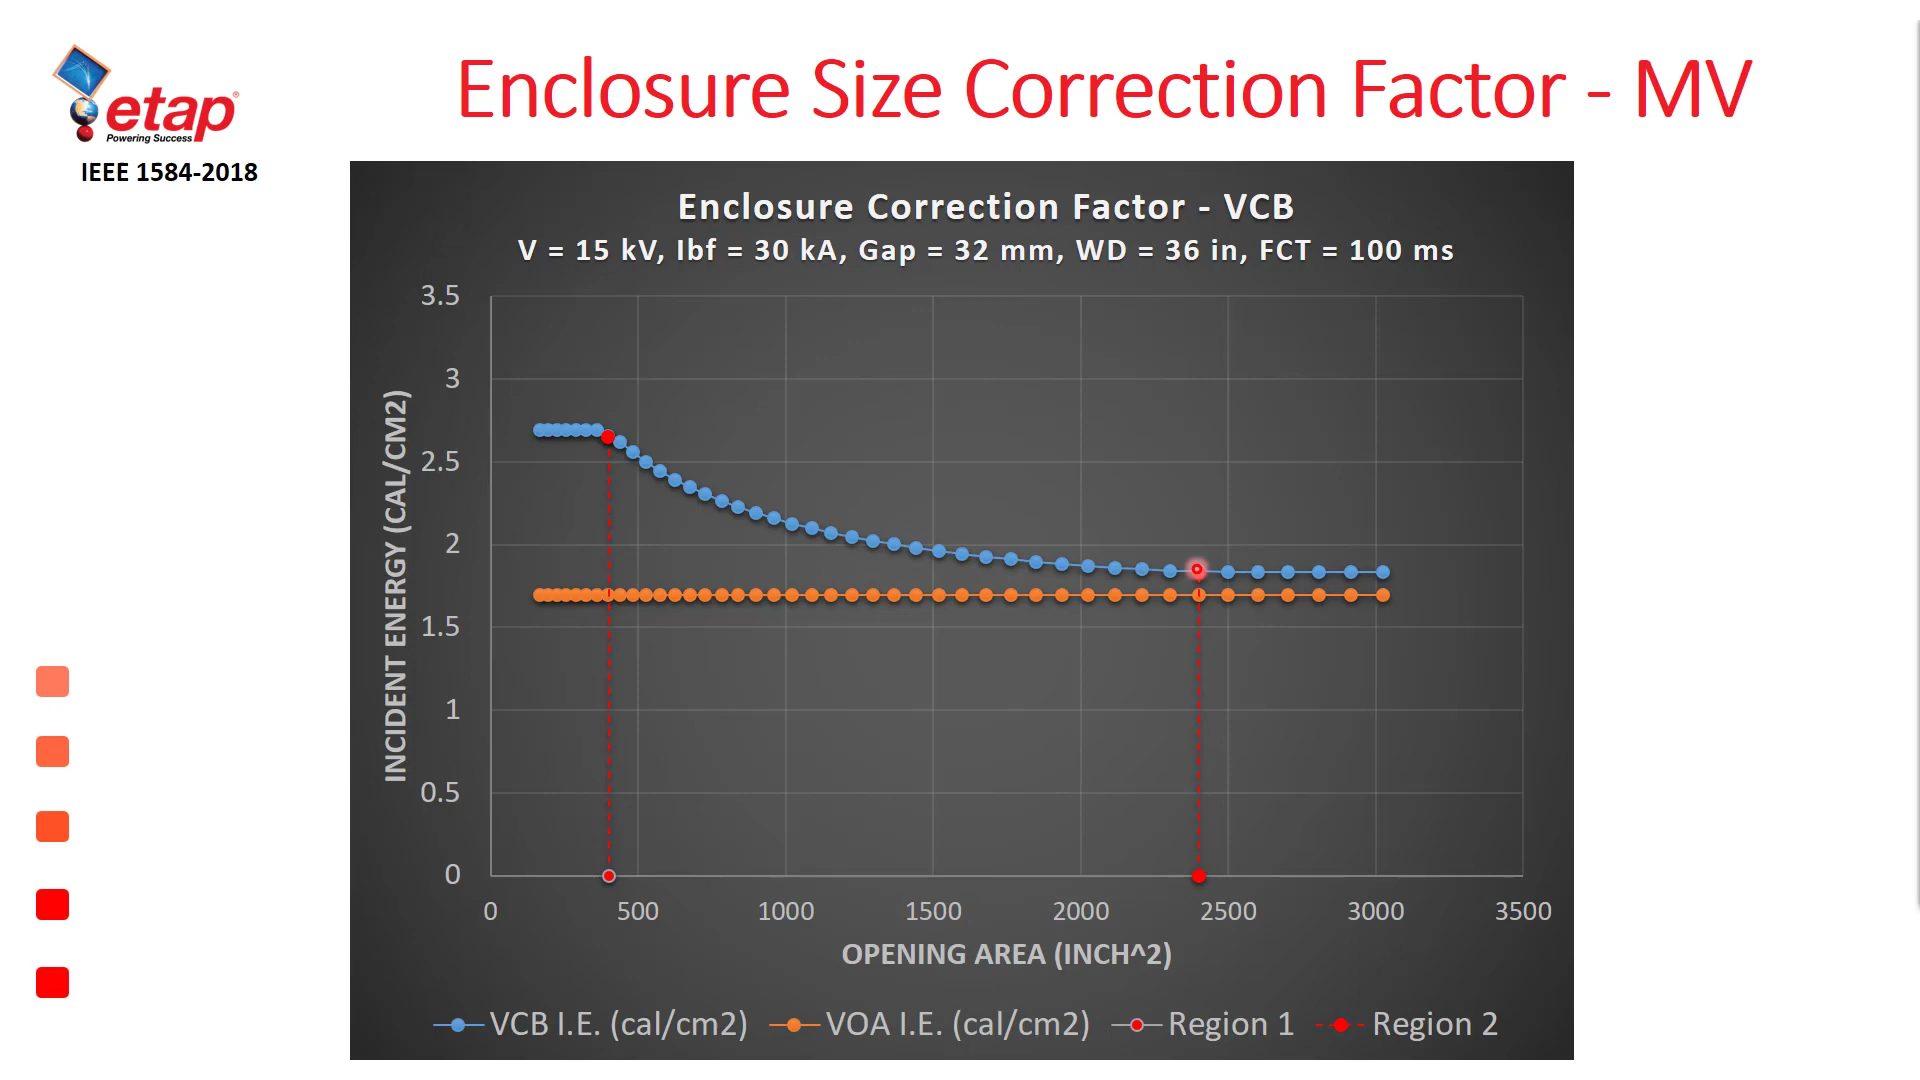 Enclosure Size Correction Factor - MV
etap®
Powering Success
IEEE 1584-2018
Enclosure Correction Factor - VCB
V = 15 kV, Ibf = 30 kA, Gap = 32 mm, WD = 36 in, FCT = 100 ms
INCIDENT ENERGY (CAL/CM2)
3.5
3
2.5
2
1.5
1
0.5
0
0 500 1000 1500 2000 2500 3000 3500
OPENING AREA (INCH^2)
VCB I.E. (cal/cm2) VOA I.E. (cal/cm2) Region 1 Region 2